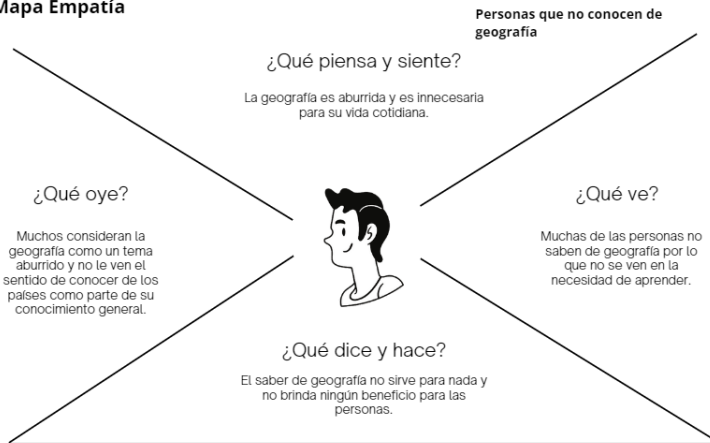 Mapa Empatía
Personas que no conocen de
geografía
¿Qué piensa y siente?
La geografía es aburrida y es innecesaria
para su vida cotidiana.
¿Qué oye?
Muchos consideran la
geografía como un tema
aburrido y no le ven el
sentido de conocer de los
países como parte de su
conocimiento general.
¿Qué ve?
Muchas de las personas no
saben de geografía por lo
que no se ven en la
necesidad de aprender.
¿Qué dice y hace?
El saber de geografía no sirve para nada y
no brinda ningún beneficio para las
personas.